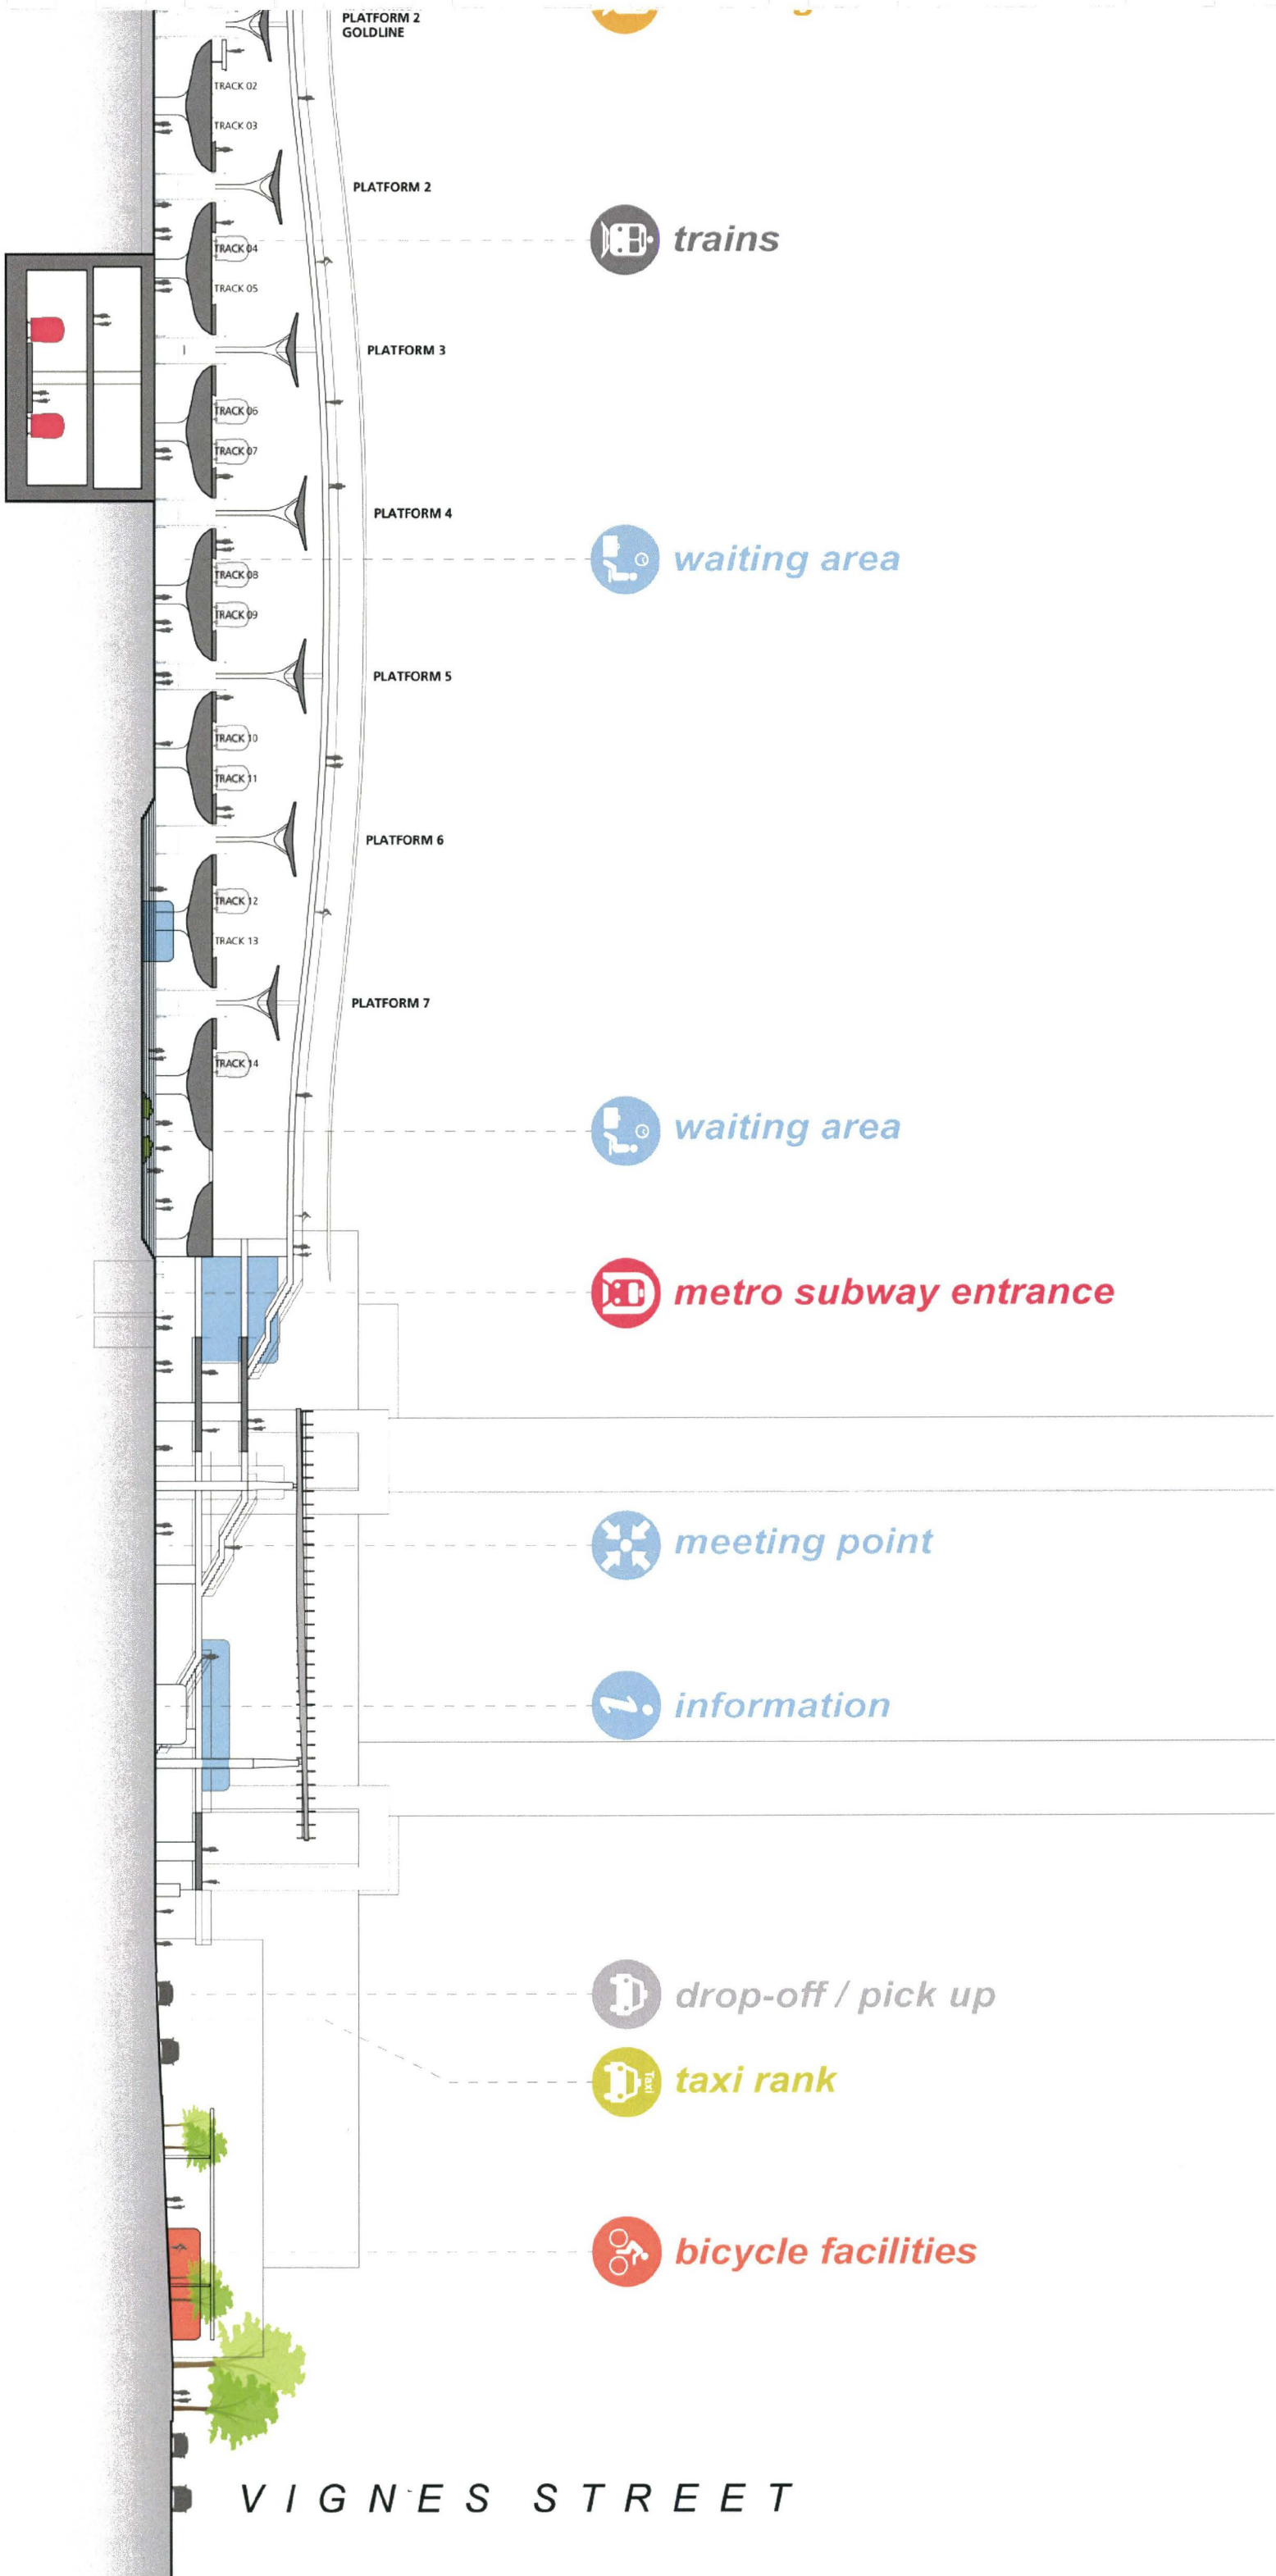 PLATFORM 2
GOLDLINE
TRACK 02
TRACK 03
PLATFORM 2
TRACK 04
trains
TRACK 05
PLATFORM 3
TRACK 06
TRACK 07
PLATFORM 4
waiting area
TRACK 08
TRACK 09
PLATFORM 5
TRACK 10
TRACK 11
PLATFORM 6
TRACK 12
TRACK 13
PLATFORM 7
TRACK 14
waiting area
metro subway entrance
meeting point
i information
drop-off / pick up
Taxi
taxi rank
bicycle facilities
VIGNES STREET